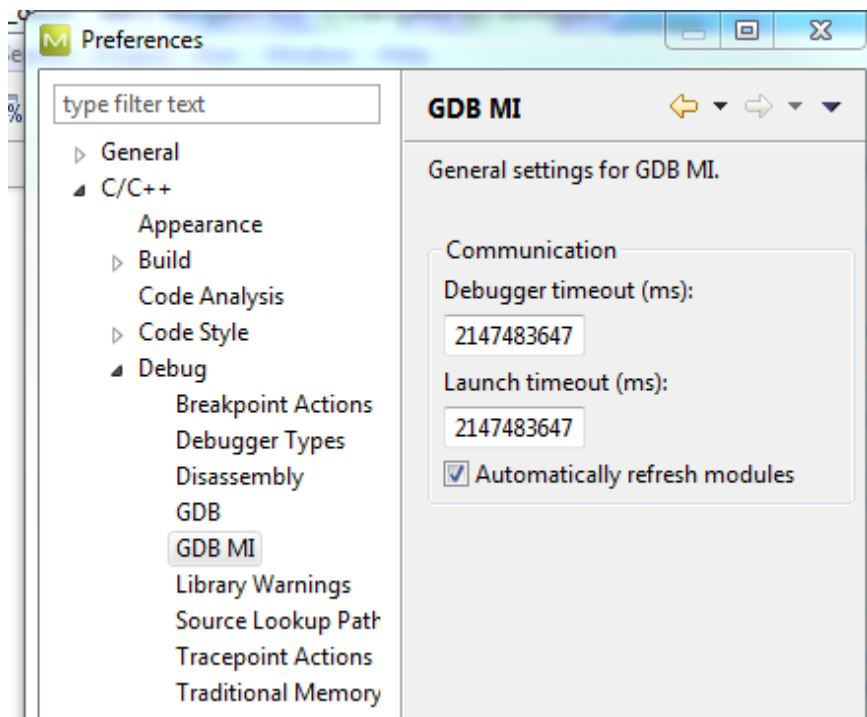 Preferences
type filter text
General
C/C++
Appearance
Build
Code Analysis
Code Style
Debug
Breakpoint Actions
Debugger Types
Disassembly
GDB
GDB MI
Library Warnings
Source Lookup Path
Tracepoint Actions
Traditional Memory
GDB MI
General settings for GDB MI.
Communication
Debugger timeout (ms):
2147483647
Launch timeout (ms):
2147483647
Automatically refresh modules